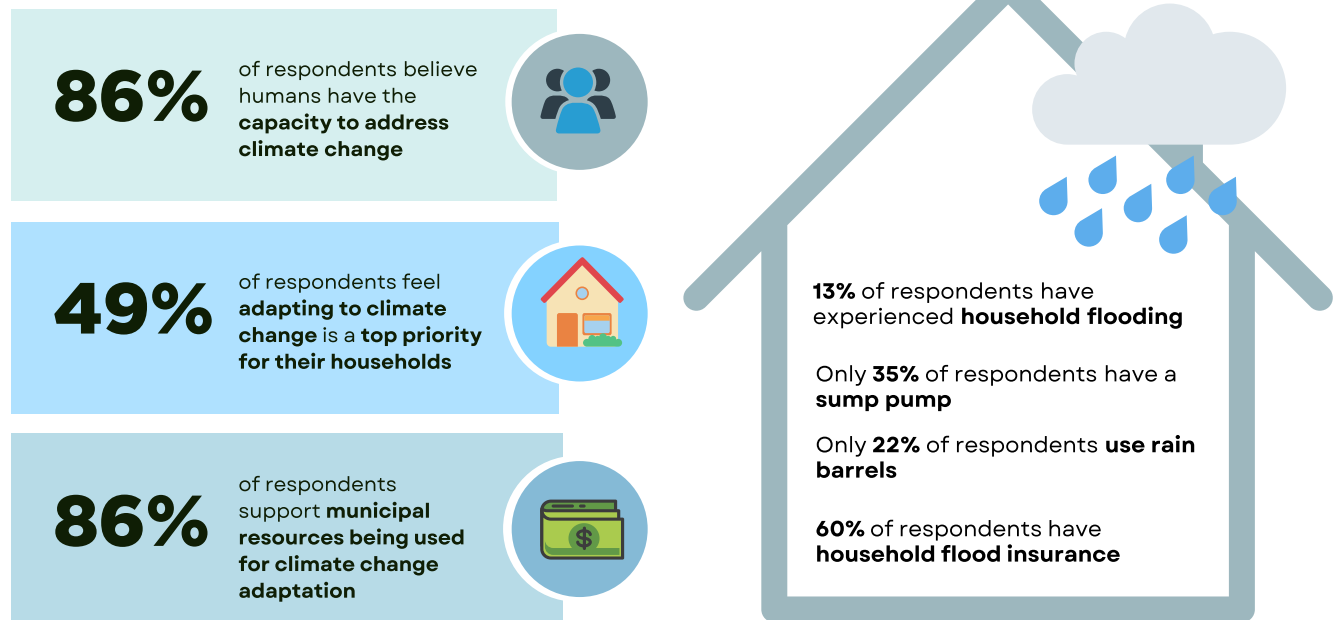 86%
of respondents believe
humans have the
capacity to address
climate change
49%
of respondents feel
adapting to climate
change is a top priority
for their households
86%
of respondents
support municipal
resources being used
for climate change
adaptation
$
13% of respondents have
experienced household flooding
Only 35% of respondents have a
sump pump
Only 22% of respondents use rain
barrels
60% of respondents have
household flood insurance